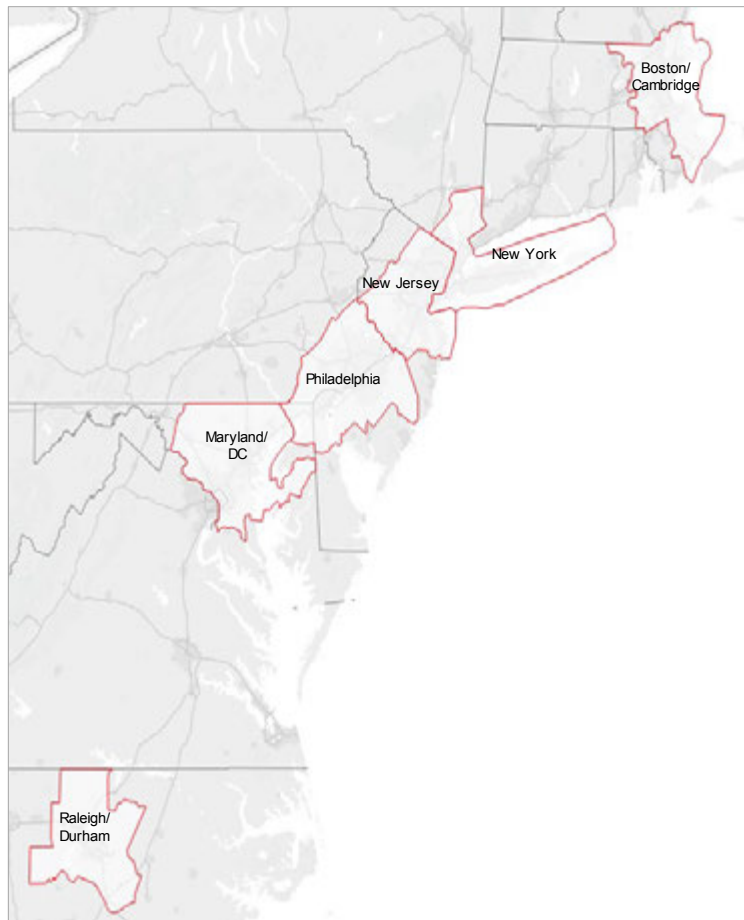 Boston/
Cambridge
New York
New Jersey
Philadelphia
Maryland/
DC
Raleigh/
Durham